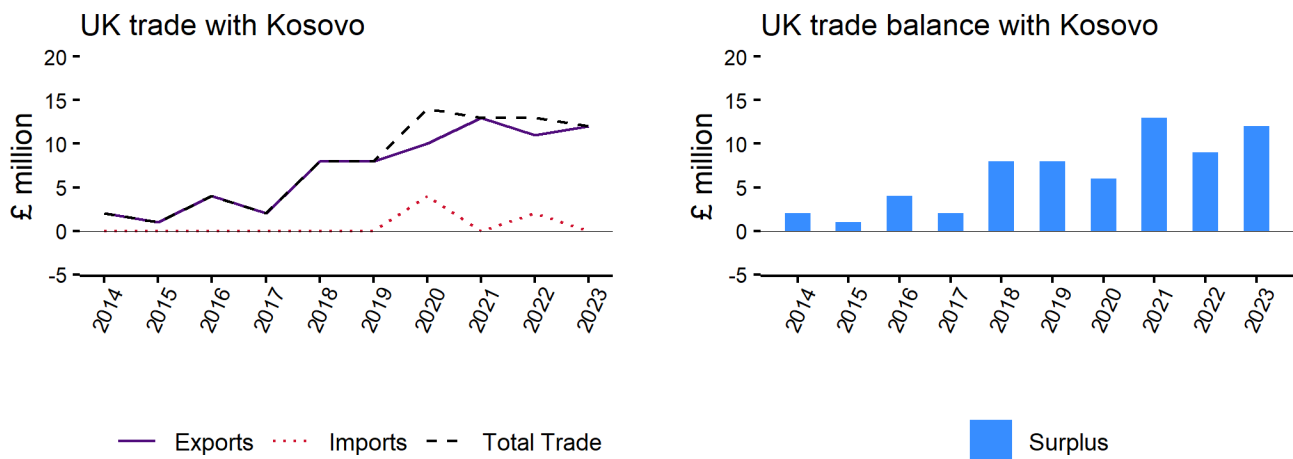 UK trade with Kosovo
20
15
10
5
0
-5
£ million
2014 2015 2016 2017 2018 2019 2020 2021 2022 2023
Exports Imports Total Trade
UK trade balance with Kosovo
20
15
10
5
0
-5
£ million
2014 2015 2016 2017 2018 2019 2020 2021 2022 2023
Surplus